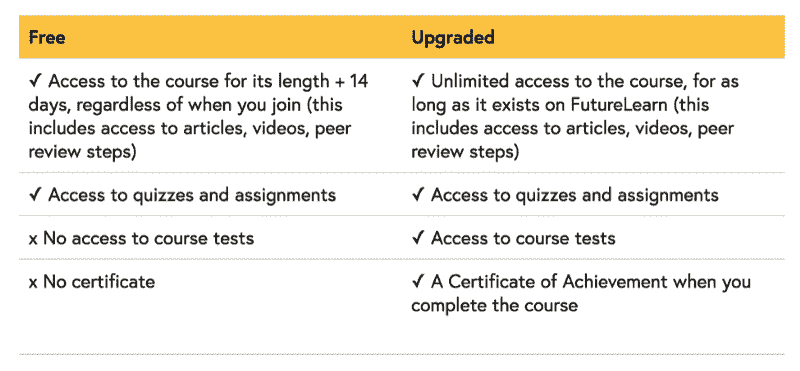 Free
Upgraded
✓ Access to the course for its length + 14
days, regardless of when you join (this
includes access to articles, videos, peer
review steps)
✓ Unlimited access to the course, for as
long as it exists on FutureLearn (this
includes access to articles, videos, peer
review steps)
✓ Access to quizzes and assignments
✓ Access to quizzes and assignments
x No access to course tests
✓ Access to course tests
x No certificate
✓ A Certificate of Achievement when you
complete the course